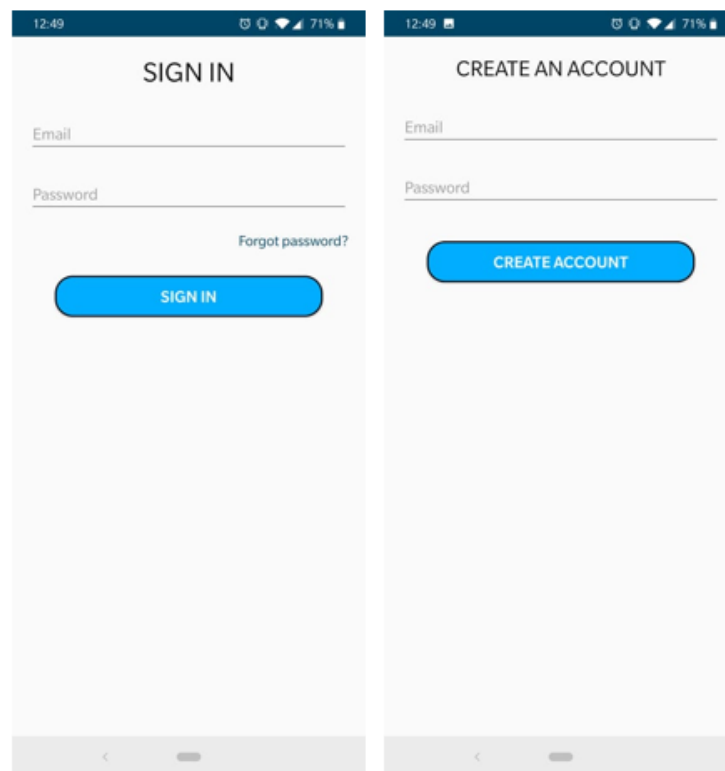 12:49
71%
SIGN IN
Email
Password
Forgot password?
SIGN IN
12:49
71%
CREATE AN ACCOUNT
Email
Password
CREATE ACCOUNT